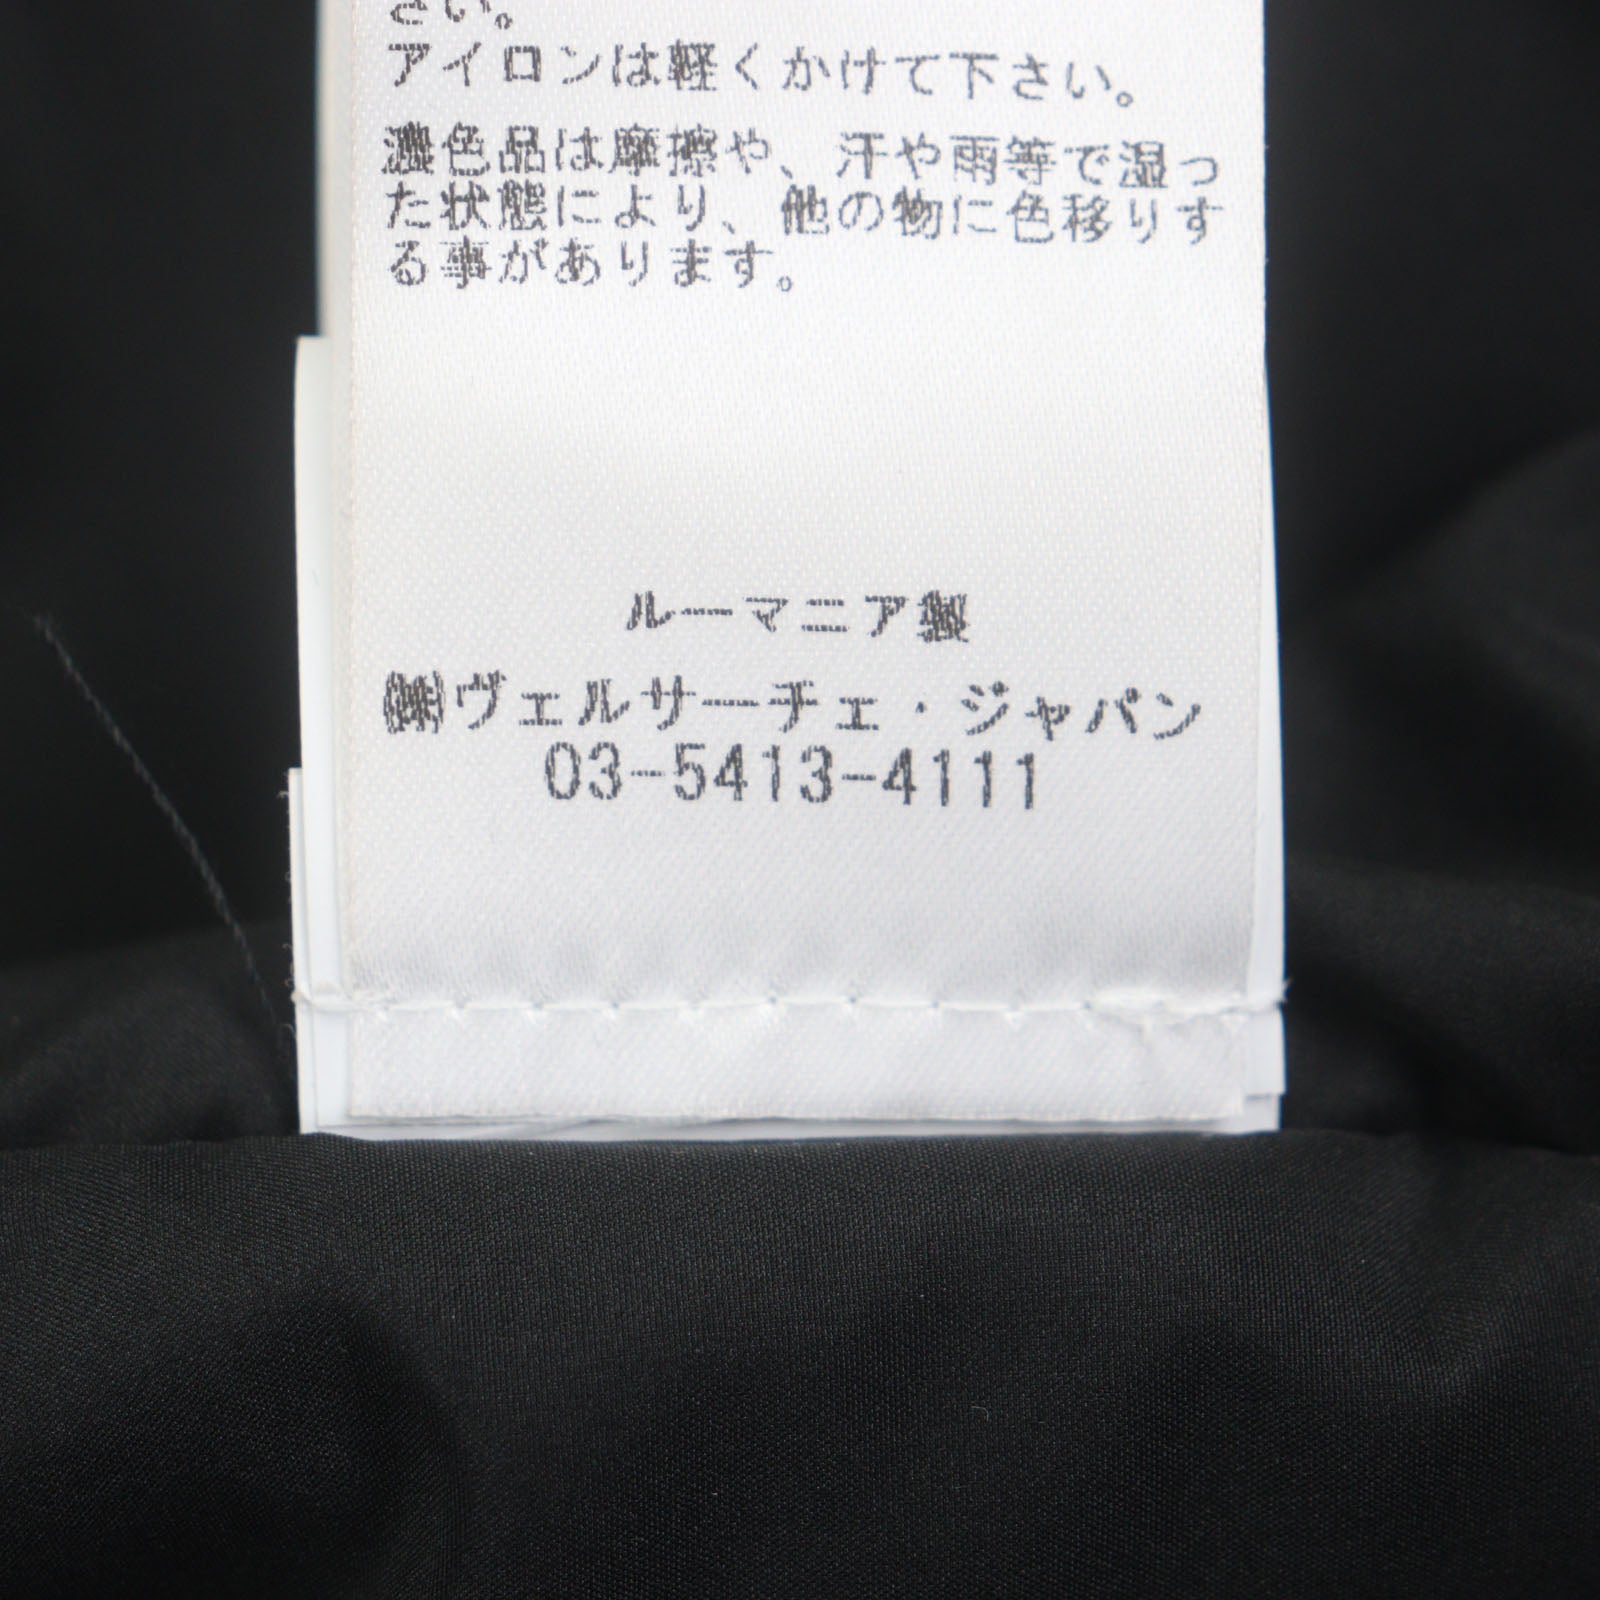 さい。
アイロンは軽くかけて下さい。
濃色品は摩擦や、汗や雨等で湿っ
た状態により、他の物に色移りす
る事があります。
ルーマニア製
㈱ヴェルサーチェ・ジャパン
03-5413-4111